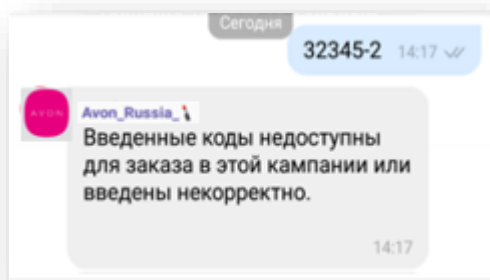 Сегодня
32345-2 14:17
AVON
Avon_Russia_
Введенные коды недоступны
для заказа в этой кампании или
введены некорректно.
14:17